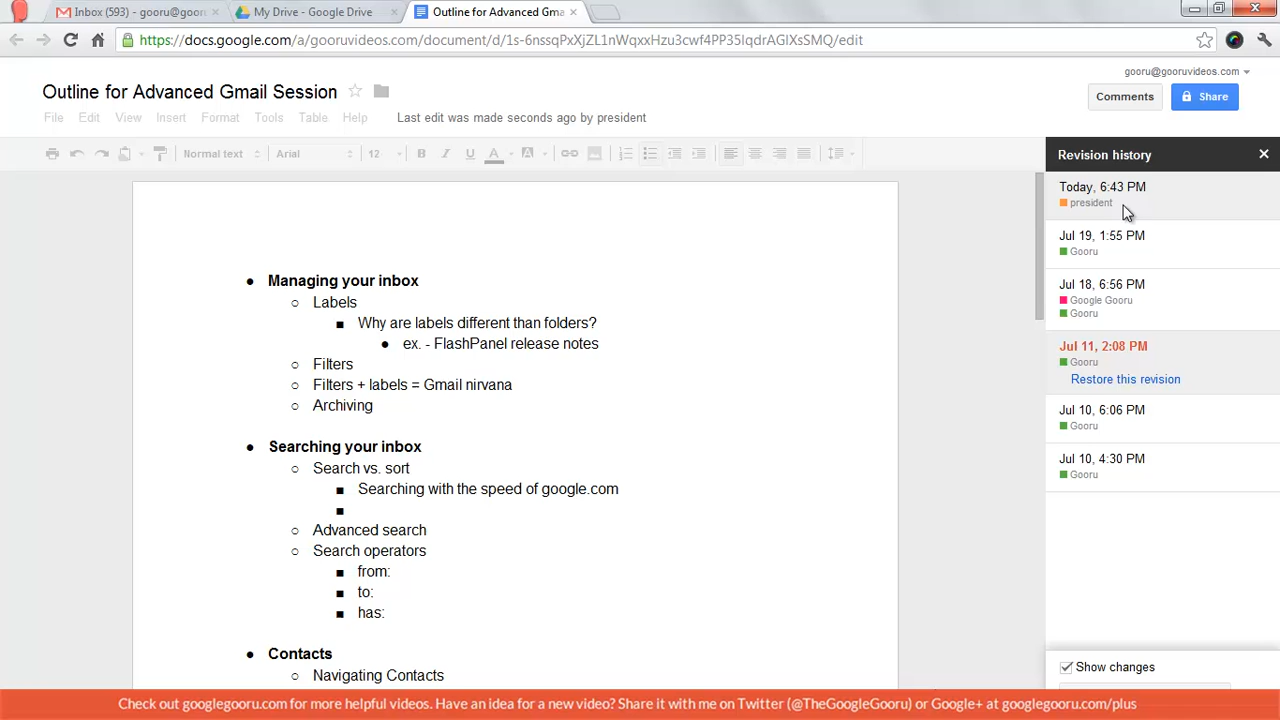 Inbox (593) - gooru@goor
My Drive - Google Drive
Outline for Advanced Gma
https://docs.google.com/a/gooruvideos.com/document/d/1s-6nssqPxXjZL1nWqxxHzu3cwf4PP35IqdrAGlXsSMQ/edit
gooru@gooruvideos.com
Outline for Advanced Gmail Session
Comments
Share
File Edit View Insert Format Tools Table Help
Last edit was made seconds ago by president
Normal text Arial 12
Revision history
Today, 6:43 PM
president
Jul 19, 1:55 PM
Gooru
Jul 18, 6:56 PM
Google Gooru
Gooru
Jul 11, 2:08 PM
Gooru
Restore this revision
Jul 10, 6:06 PM
Gooru
Jul 10, 4:30 PM
Gooru
Show changes
Managing your inbox
Labels
Why are labels different than folders?
ex. - FlashPanel release notes
Filters
Filters + labels = Gmail nirvana
Archiving
Searching your inbox
Search vs. sort
Searching with the speed of google.com
Advanced search
Search operators
from:
to:
has:
Contacts
Navigating Contacts
Check out googlegooru.com for more helpful videos. Have an idea for a new video? Share it with me on Twitter (@TheGoogleGooru) or Google+ at googlegooru.com/plus